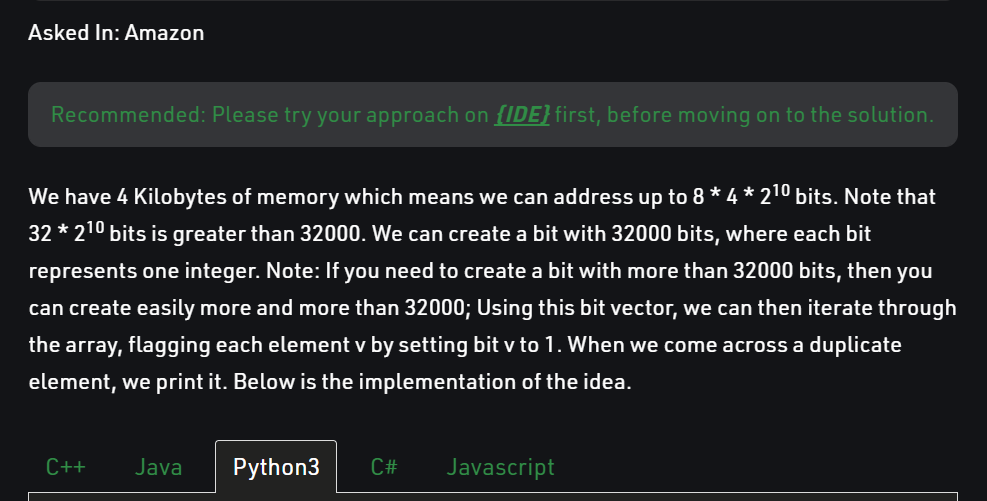 Asked In: Amazon
Recommended: Please try your approach on {IDE} first, before moving on to the solution.
We have 4 Kilobytes of memory which means we can address up to 8 * 4 * 2¹⁰ bits. Note that
32 * 2¹⁰ bits is greater than 32000. We can create a bit with 32000 bits, where each bit
represents one integer. Note: If you need to create a bit with more than 32000 bits, then you
can create easily more and more than 32000; Using this bit vector, we can then iterate through
the array, flagging each element v by setting bit v to 1. When we come across a duplicate
element, we print it. Below is the implementation of the idea.
C++ Java Python3 C# Javascript